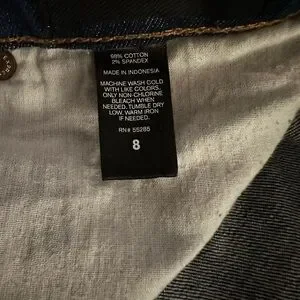 98% COTTON
2% SPANDEX
MADE IN INDONESIA
MACHINE WASH COLD
WITH LIKE COLORS.
ONLY NON-CHLORINE
BLEACH WHEN
NEEDED. TUMBLE DRY
LOW. WARM IRON
IF NEEDED.
RN# 55285
8